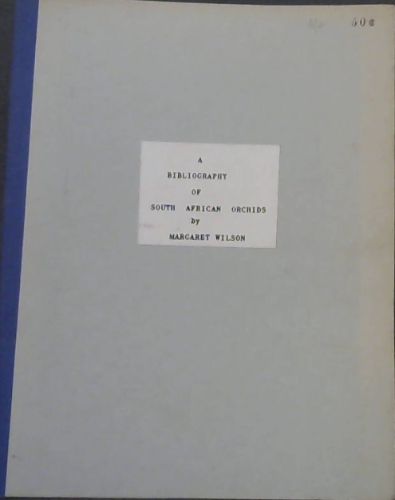 A
BIBLIOGRAPHY
OF
SOUTH AFRICAN ORCHIDS
by
MARGARET WILSON